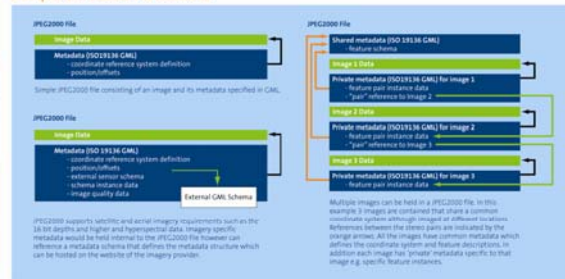 JPEG2000 File
Image Data
Metadata (ISO19136 GML)
- coordinate reference system definition
- position/offsets
Simple JPEG2000 file consisting of an image and its metadata specified in GML.
JPEG2000 File
Image Data
Metadata (ISO 19136 GML)
- coordinate reference system definition
- position/offsets
- external sensor schema
- schema instance data
- image quality data
External GML Schema
JPEG2000 supports satellite and aerial imagery requirements such as the
16 bit depths and higher and hyperspectral data. Imagery specific
metadata would be held internal to the JPEG2000 file however can
reference a metadata schema that defines the metadata structure which
can be hosted on the website of the imagery provider.
JPEG2000 File
Shared metadata (ISO 19136 GML)
- feature schema
Image 1 Data
Private metadata (ISO19136 GML) for image 1
- feature pair instance data
- "pair" reference to Image 2
Image 2 Data
Private metadata (ISO19136 GML) for image 2
- feature pair instance data
- "pair" reference to Image 3
Image 3 Data
Private metadata (ISO19136 GML) for image 3
- feature pair instance data
Multiple images can be held in a JPEG2000 file. In this
example 3 images are contained that share a common
coordinate system although imaged at different locations.
References between the stereo pairs are indicated by the
orange arrows. All the images have common metadata which
defines the coordinate system and feature descriptions. In
addition each image has 'private' metadata specific to that
image e.g. specific feature instances.